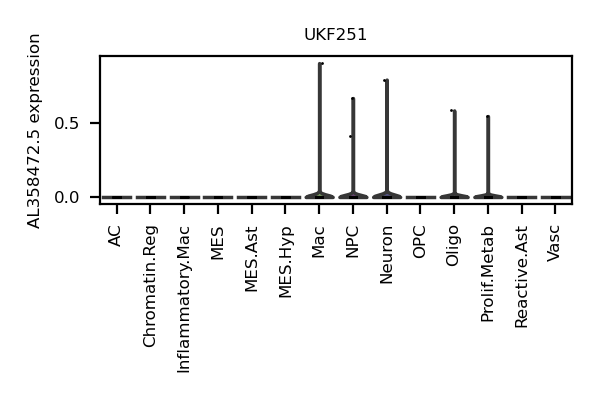 UKF251
AL358472.5 expression
0.5
0.0
AC
Chromatin.Reg
Inflammatory.Mac
MES
MES.Ast
MES.Hyp
Mac
NPC
Neuron
OPC
Oligo
Prolif.Metab
Reactive.Ast
Vasc